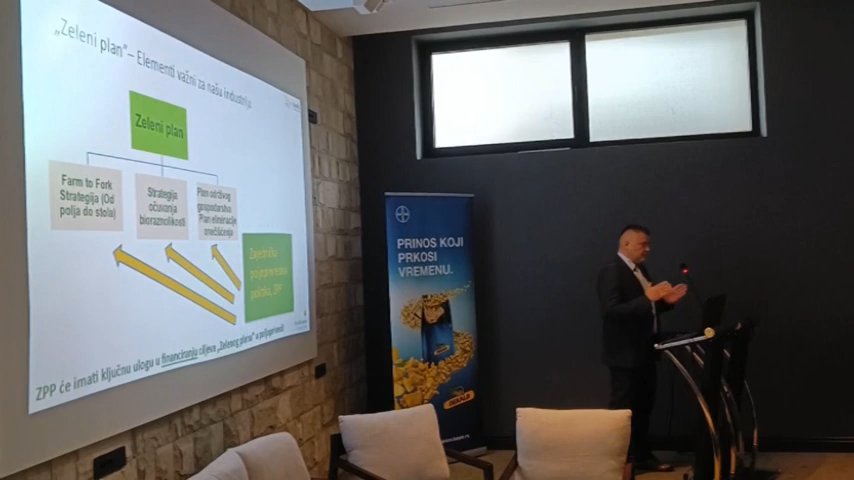 „Zeleni plan“ – Elementi važni za našu industriju
Zeleni plan
Farm to Fork
Strategija (Od
polja do stola)
Strategija
očuvanja
bioraznolikosti
Plan održivog
gospodarstva
Plan eliminacije
onečišćenja
Zajednička
poljoprivredna
politika, ZPP
ZPP će imati ključnu ulogu u financiranju ciljeva „Zelenog plana“ u poljoprivredi
BAYER
PRINOS KOJI
PRKOSI
VREMENU.
DEKALB